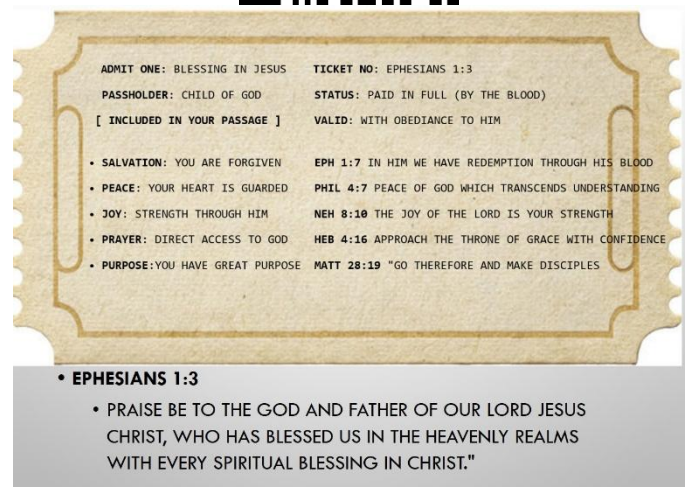 ADMIT ONE: BLESSING IN JESUS TICKET NO: EPHESIANS 1:3
PASSHOLDER: CHILD OF GOD STATUS: PAID IN FULL (BY THE BLOOD)
[ INCLUDED IN YOUR PASSAGE ] VALID: WITH OBEDIANCE TO HIM
• SALVATION: YOU ARE FORGIVEN EPH 1:7 IN HIM WE HAVE REDEMPTION THROUGH HIS BLOOD
• PEACE: YOUR HEART IS GUARDED PHIL 4:7 PEACE OF GOD WHICH TRANSCENDS UNDERSTANDING
• JOY: STRENGTH THROUGH HIM NEH 8:10 THE JOY OF THE LORD IS YOUR STRENGTH
• PRAYER: DIRECT ACCESS TO GOD HEB 4:16 APPROACH THE THRONE OF GRACE WITH CONFIDENCE
• PURPOSE:YOU HAVE GREAT PURPOSE MATT 28:19 "GO THEREFORE AND MAKE DISCIPLES
• EPHESIANS 1:3
• PRAISE BE TO THE GOD AND FATHER OF OUR LORD JESUS
CHRIST, WHO HAS BLESSED US IN THE HEAVENLY REALMS
WITH EVERY SPIRITUAL BLESSING IN CHRIST."